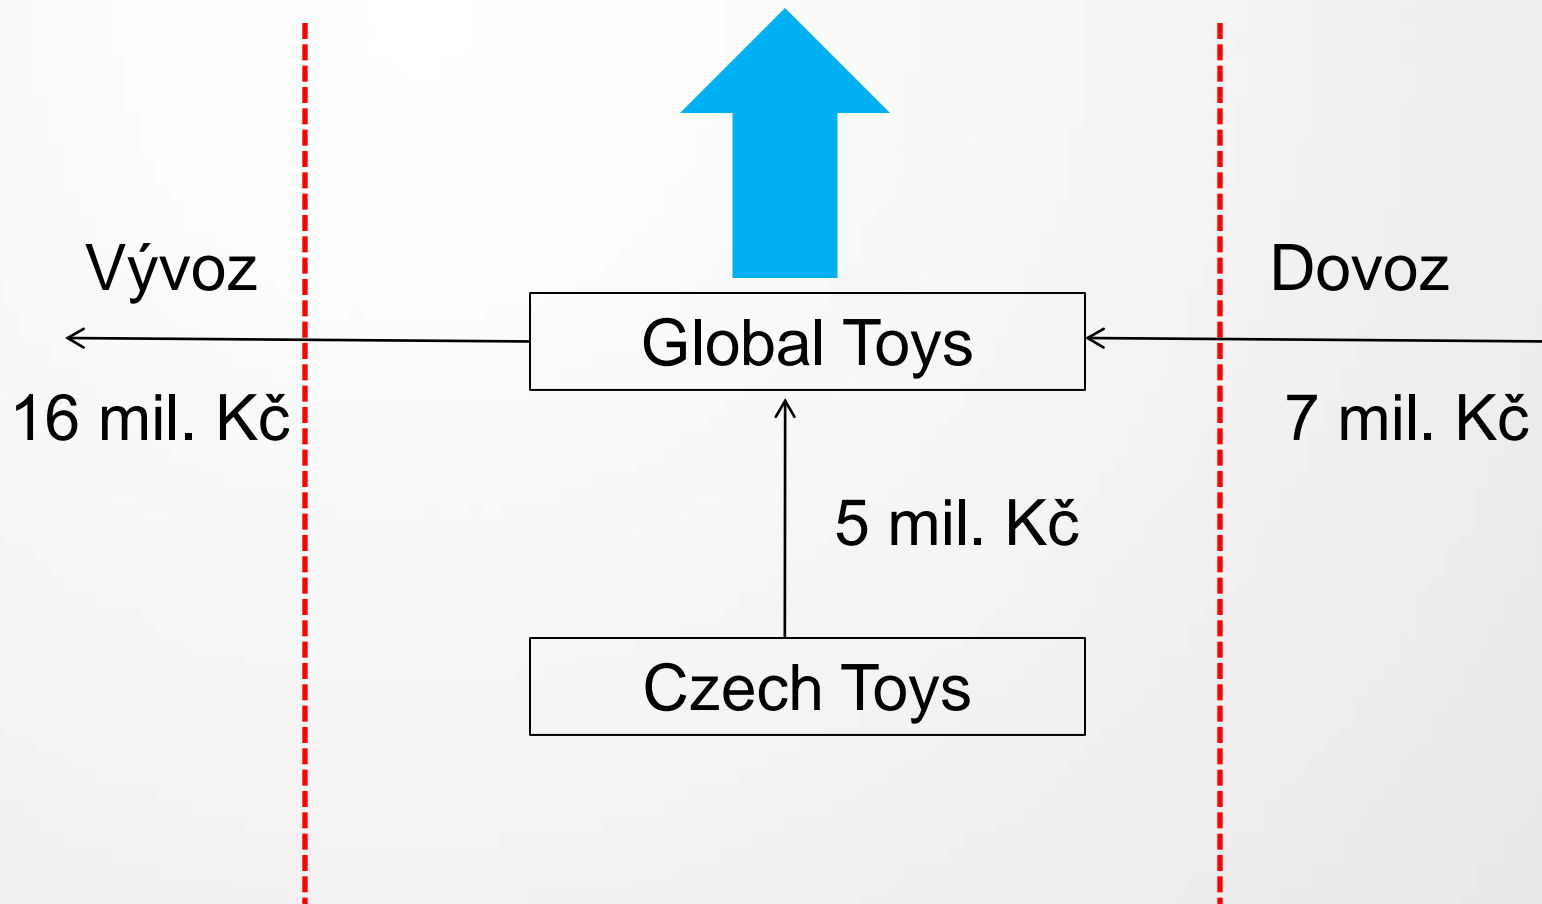 Vývoz
Dovoz
Global Toys
16 mil. Kč
7 mil. Kč
5 mil. Kč
Czech Toys